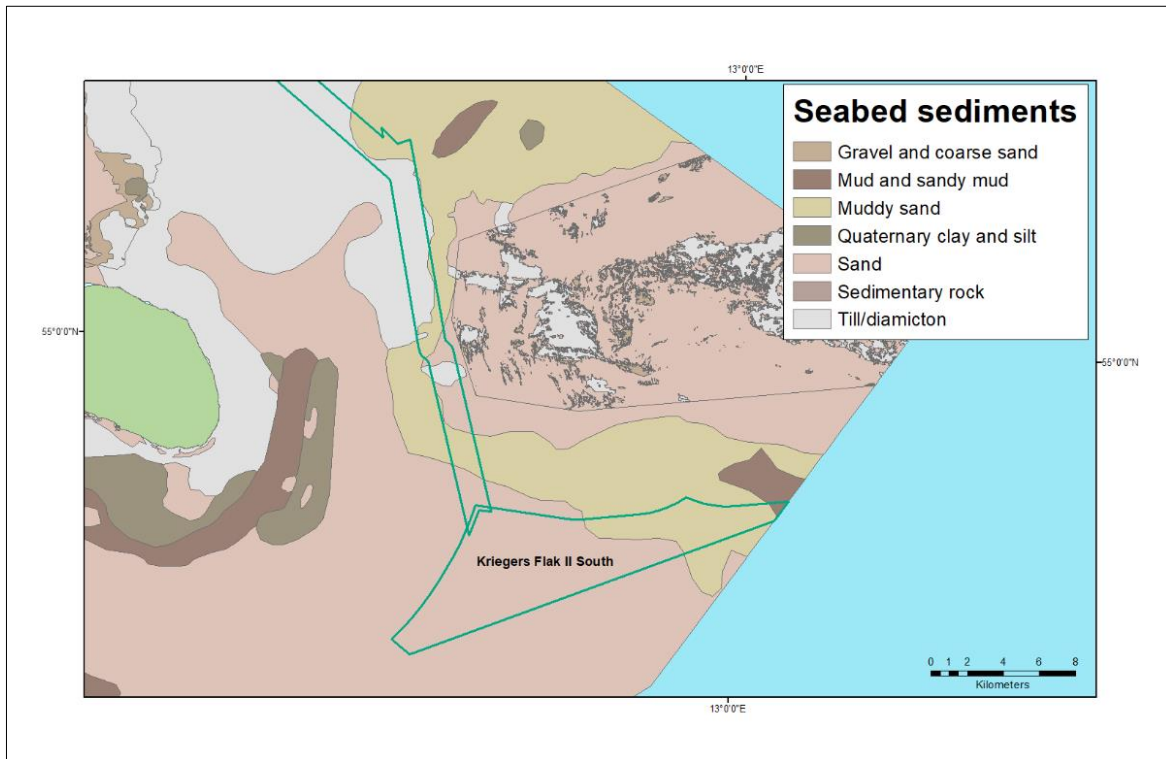 13°0'0"E
Seabed sediments
Gravel and coarse sand
Mud and sandy mud
Muddy sand
Quaternary clay and silt
Sand
Sedimentary rock
Till/diamicton
55°0'0"N
55°0'0"N
Kriegers Flak II South
0 1 2 4 6 8
Kilometers
13°0'0"E